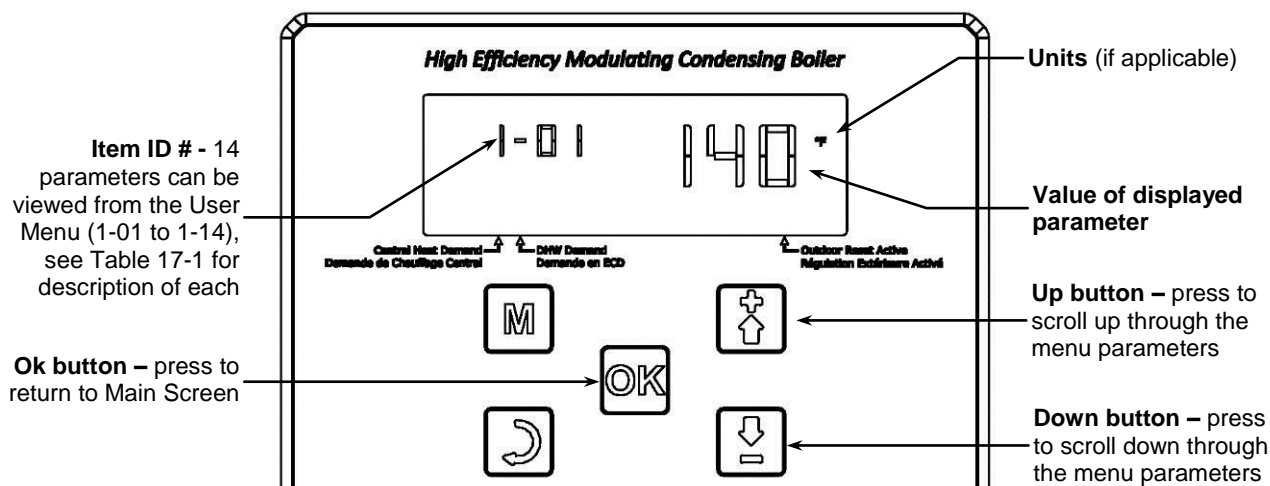 High Efficiency Modulating Condensing Boiler
Units (if applicable)
Item ID # - 14
parameters can be
viewed from the User
Menu (1-01 to 1-14),
see Table 17-1 for
description of each
1-01
140 °F
Value of displayed
parameter
Central Heat Demand
Demande de Chauffage Central
DHW Demand
Demande en ECD
Outdoor Reset Active
Régulation Extérieure Activé
M
Up button – press to
scroll up through the
menu parameters
Ok button – press to
return to Main Screen
OK
Down button – press
to scroll down through
the menu parameters